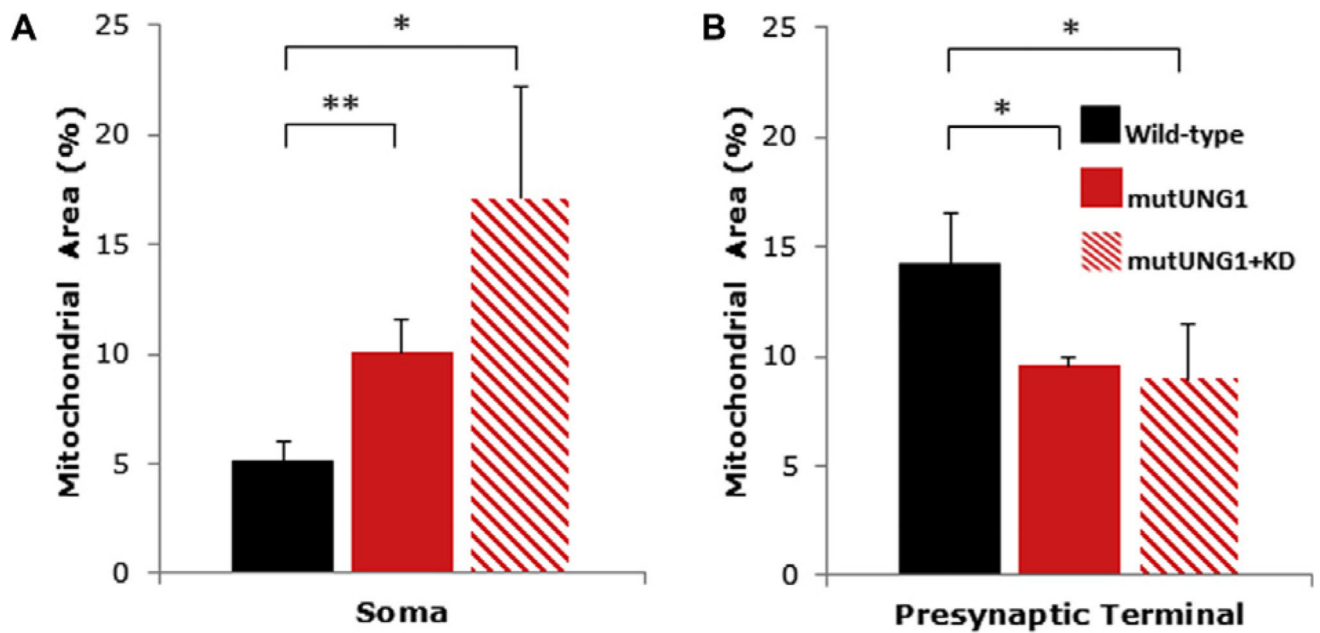 A
Mitochondrial Area (%)
25
20
15
10
5
0
*
**
Soma
B
Mitochondrial Area (%)
25
20
15
10
5
0
*
*
Wild-type
mutUNG1
mutUNG1+KD
Presynaptic Terminal